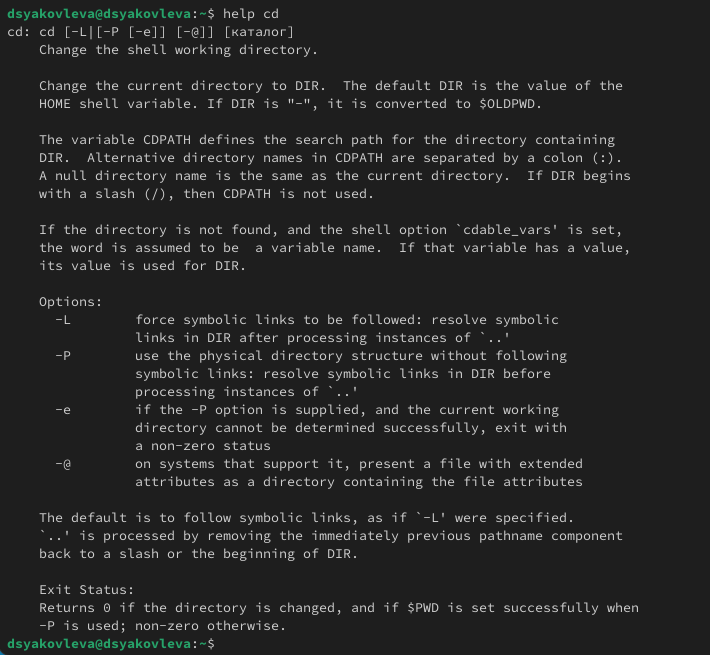 dsyakovleva@dsyakovleva:~$ help cd
cd: cd [-L|[-P [-e]] [-@]] [каталог]
    Change the shell working directory.

    Change the current directory to DIR.  The default DIR is the value of the
    HOME shell variable. If DIR is "-", it is converted to $OLDPWD.

    The variable CDPATH defines the search path for the directory containing
    DIR.  Alternative directory names in CDPATH are separated by a colon (:).
    A null directory name is the same as the current directory.  If DIR begins
    with a slash (/), then CDPATH is not used.

    If the directory is not found, and the shell option `cdable_vars' is set,
    the word is assumed to be  a variable name.  If that variable has a value,
    its value is used for DIR.

    Options:
      -L        force symbolic links to be followed: resolve symbolic
                links in DIR after processing instances of `..'
      -P        use the physical directory structure without following
                symbolic links: resolve symbolic links in DIR before
                processing instances of `..'
      -e        if the -P option is supplied, and the current working
                directory cannot be determined successfully, exit with
                a non-zero status
      -@        on systems that support it, present a file with extended
                attributes as a directory containing the file attributes

    The default is to follow symbolic links, as if `-L' were specified.
    `..' is processed by removing the immediately previous pathname component
    back to a slash or the beginning of DIR.

    Exit Status:
    Returns 0 if the directory is changed, and if $PWD is set successfully when
    -P is used; non-zero otherwise.
dsyakovleva@dsyakovleva:~$